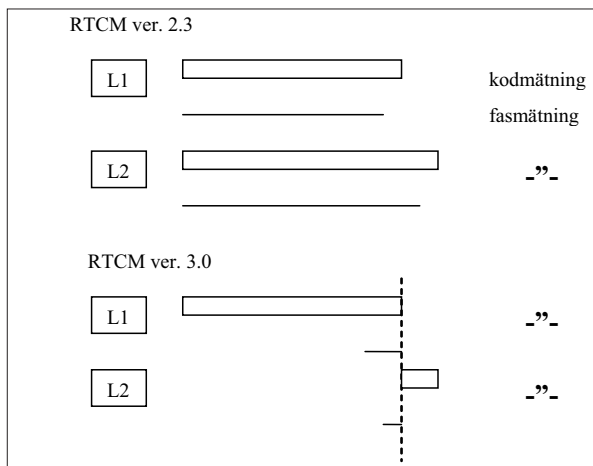 RTCM ver. 2.3
L1
kodmätning
fasmätning
L2
-”-
RTCM ver. 3.0
L1
-”-
L2
-”-